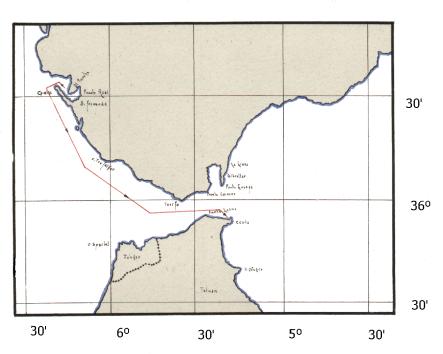 Cadiz
Puerto Real
S. Fernando
C. Trafalgar
La Linea
Gibraltar
Punta Europa
Punta Carnero
Tarifa
Ceuta
C. Espartel
Tanger
C. Negro
Tetuan
30'
36º
30'
30' 6º 30' 5º 30'